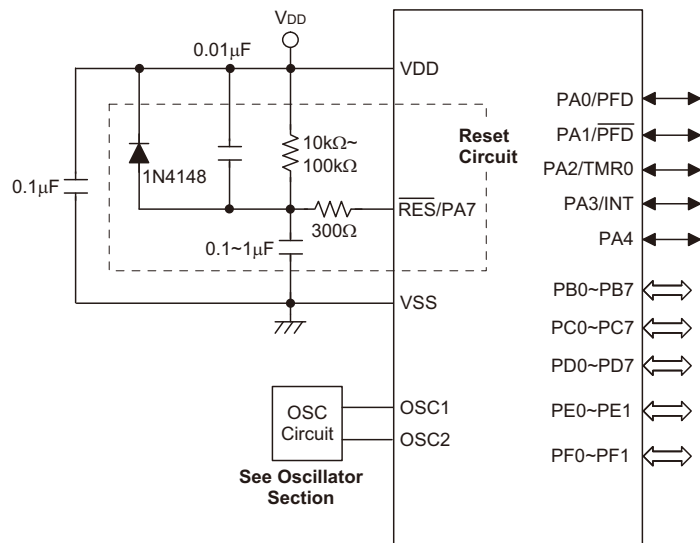 VDD
0.01µF
VDD
PA0/PFD
10kΩ~
100kΩ
Reset
Circuit
PA1/P̅F̅D̅
1N4148
PA2/TMR0
0.1µF
R̅E̅S̅/PA7
PA3/INT
300Ω
0.1~1µF
PA4
VSS
PB0~PB7
PC0~PC7
PD0~PD7
OSC
Circuit
OSC1
OSC2
PE0~PE1
PF0~PF1
See Oscillator
Section